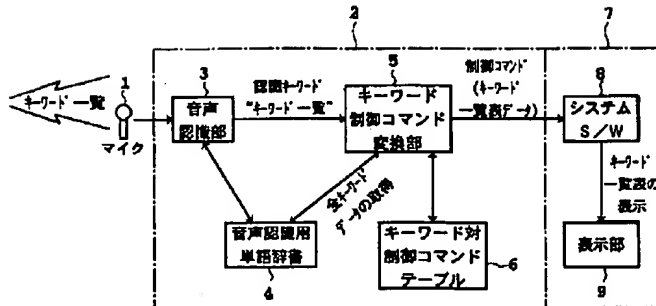 2
7
キーワード一覧
1
マイク
3
音声
認識部
認識キーワード
"キーワード一覧"
5
キーワード
制御コマンド
変換部
制御コマンド
(キーワード
一覧表データ)
8
システム
S/W
キーワード
一覧表の
表示
全キーワード
データの取得
音声認識用
単語辞書
4
キーワード対
制御コマンド
テーブル
6
表示部
9